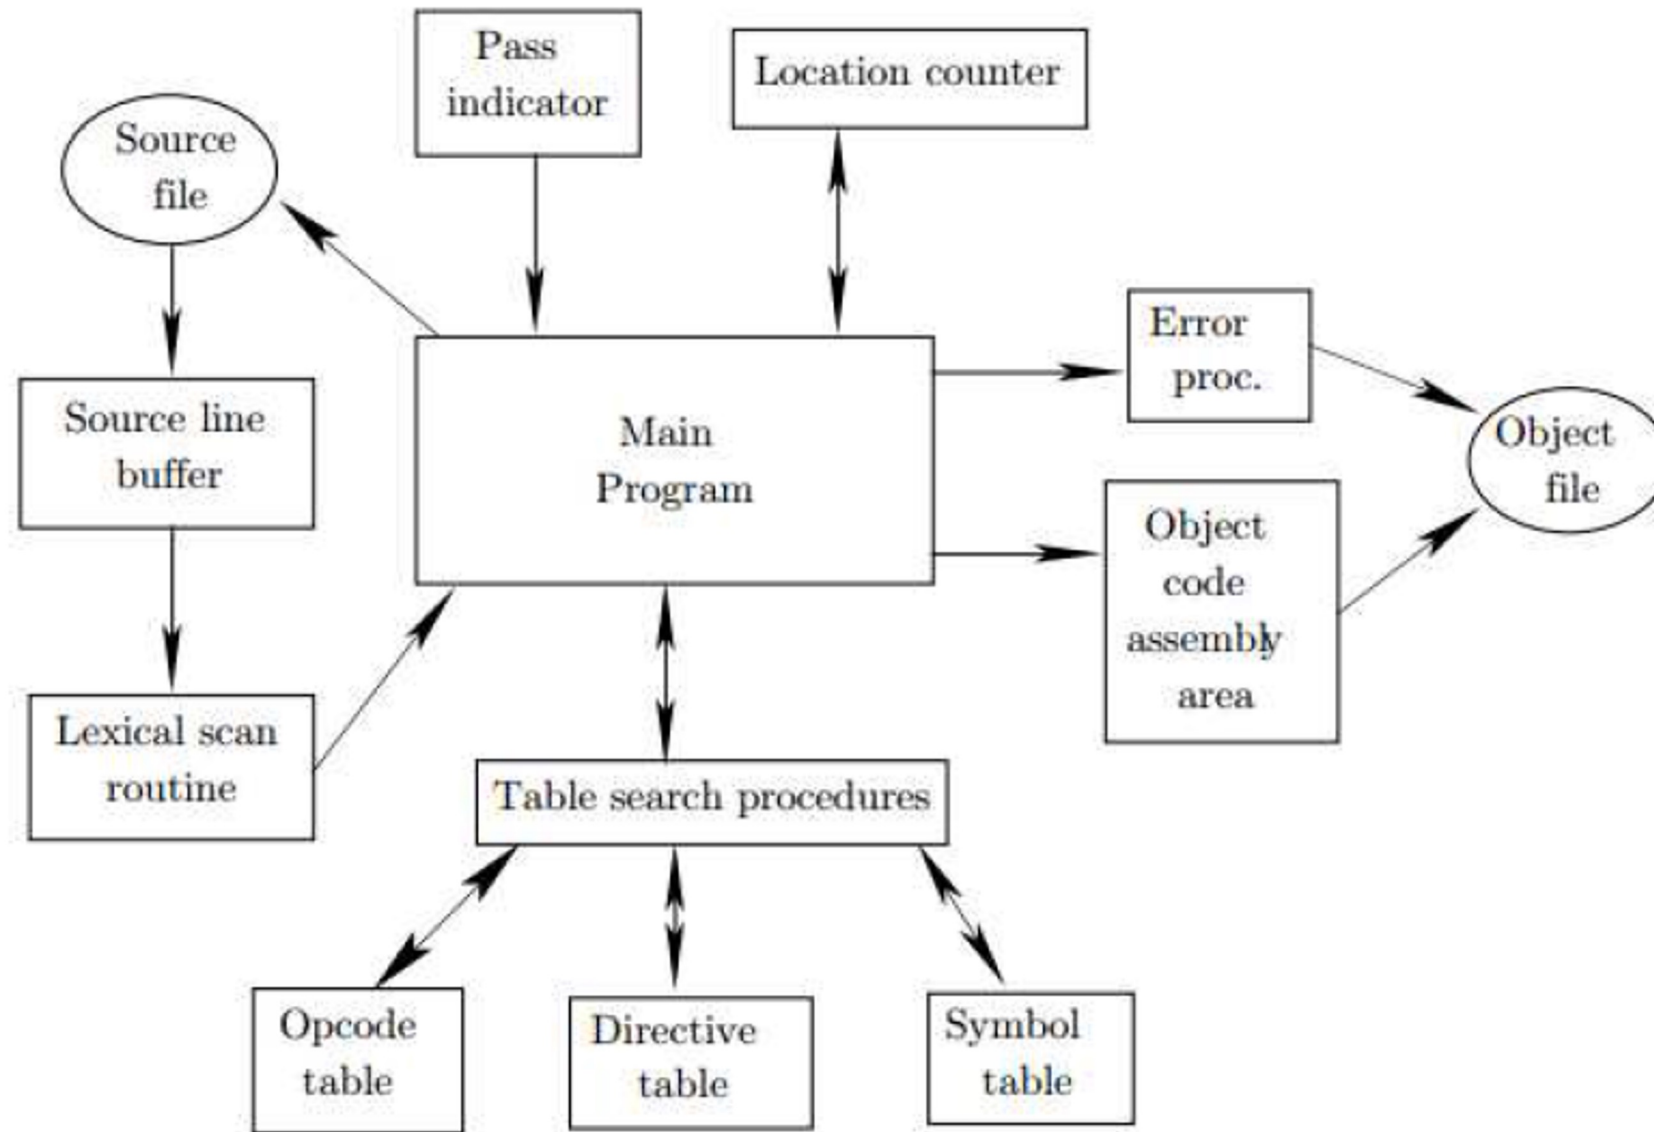 Pass
indicator
Location counter
Source
file
Error
proc.
Source line
buffer
Main
Program
Object
file
Object
code
assembly
area
Lexical scan
routine
Table search procedures
Opcode
table
Directive
table
Symbol
table